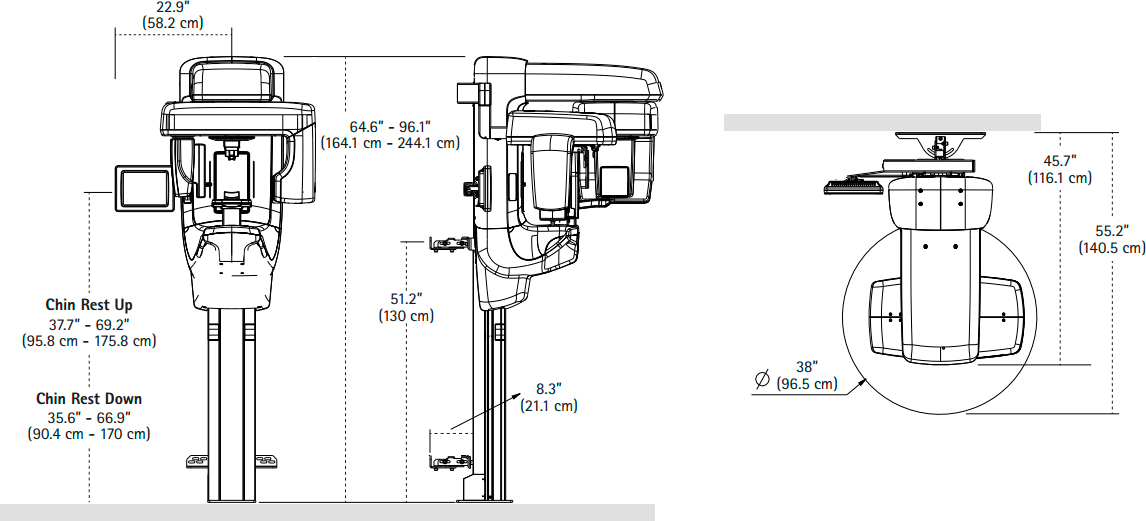 22.9"
(58.2 cm)
64.6" - 96.1"
(164.1 cm - 244.1 cm)
Chin Rest Up
37.7" - 69.2"
(95.8 cm - 175.8 cm)
Chin Rest Down
35.6" - 66.9"
(90.4 cm - 170 cm)
51.2"
(130 cm)
8.3"
(21.1 cm)
45.7"
(116.1 cm)
55.2"
(140.5 cm)
38"
∅ (96.5 cm)